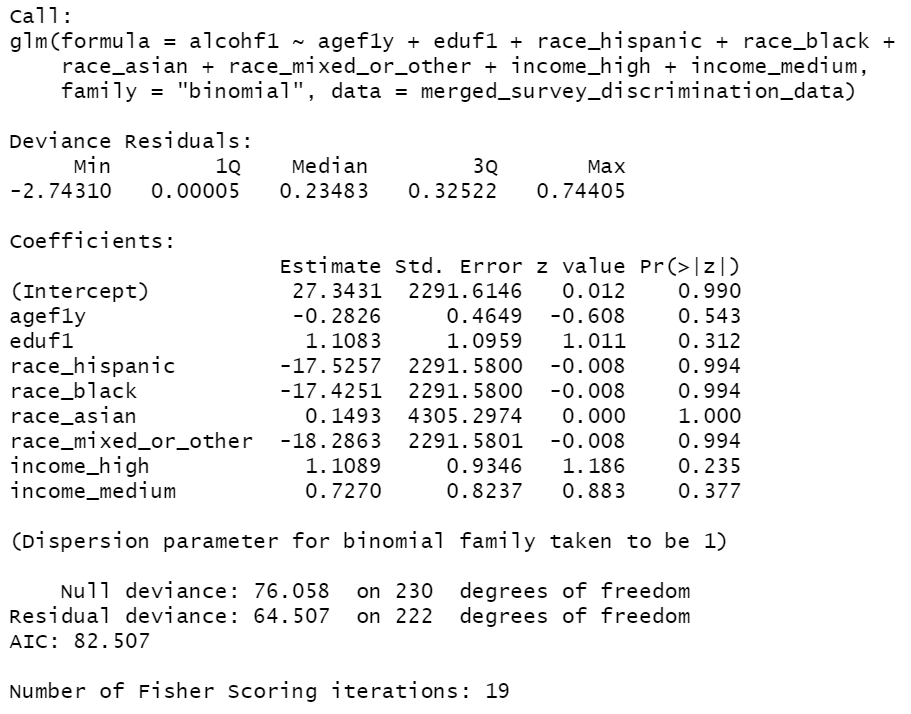 Call:
glm(formula = alcohf1 ~ agef1y + eduf1 + race_hispanic + race_black +
    race_asian + race_mixed_or_other + income_high + income_medium,
    family = "binomial", data = merged_survey_discrimination_data)

Deviance Residuals:
     Min        1Q    Median        3Q       Max
-2.74310   0.00005   0.23483   0.32522   0.74405

Coefficients:
                     Estimate Std. Error z value Pr(>|z|)
(Intercept)           27.3431  2291.6146   0.012    0.990
agef1y                -0.2826     0.4649  -0.608    0.543
eduf1                  1.1083     1.0959   1.011    0.312
race_hispanic        -17.5257  2291.5800  -0.008    0.994
race_black           -17.4251  2291.5800  -0.008    0.994
race_asian             0.1493  4305.2974   0.000    1.000
race_mixed_or_other  -18.2863  2291.5801  -0.008    0.994
income_high            1.1089     0.9346   1.186    0.235
income_medium          0.7270     0.8237   0.883    0.377

(Dispersion parameter for binomial family taken to be 1)

    Null deviance: 76.058  on 230  degrees of freedom
Residual deviance: 64.507  on 222  degrees of freedom
AIC: 82.507

Number of Fisher Scoring iterations: 19